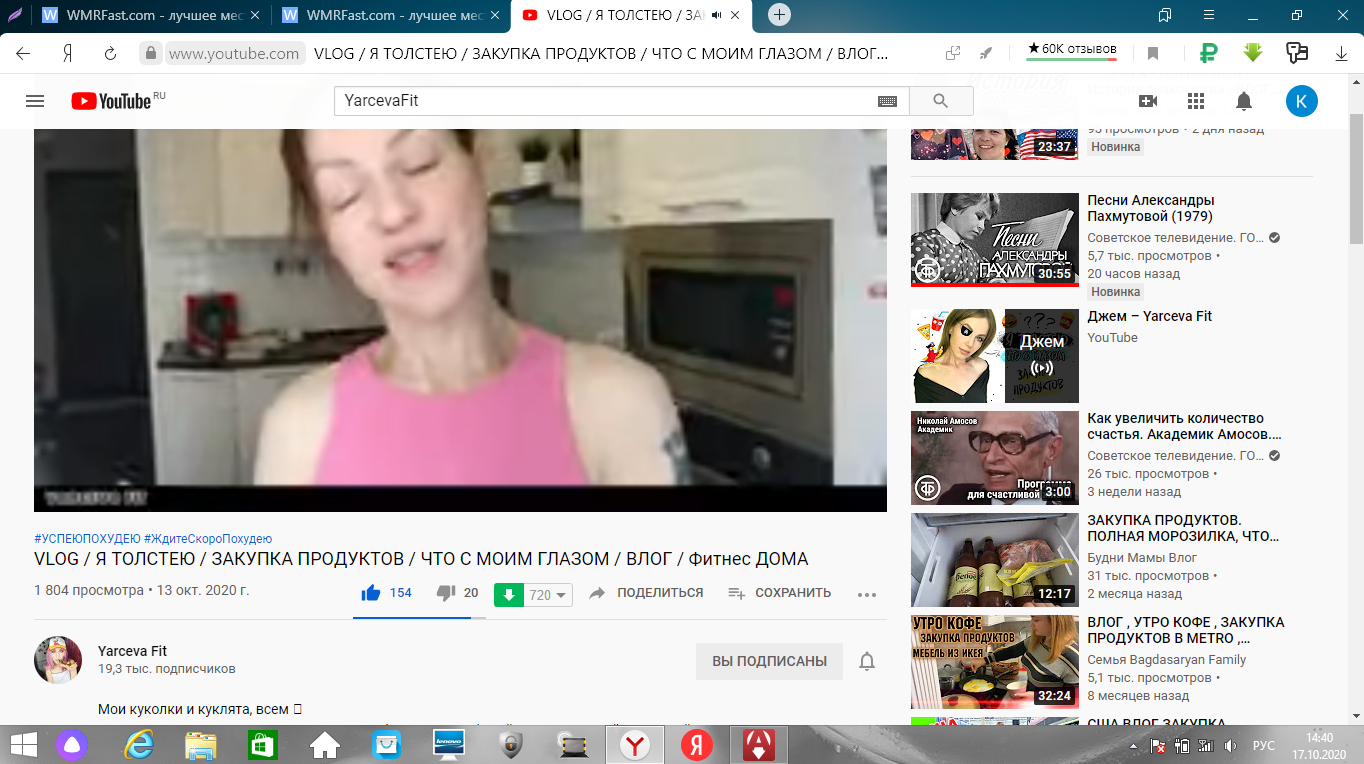 WMRFast.com - лучшее мес
WMRFast.com - лучшее мес
VLOG / Я ТОЛСТЕЮ / ЗА
www.youtube.com
VLOG / Я ТОЛСТЕЮ / ЗАКУПКА ПРОДУКТОВ / ЧТО С МОИМ ГЛАЗОМ / ВЛОГ...
★ 60K отзывов
YouTube RU
YarcevaFit
K
История
23:37
95 просмотров • 2 дня назад
Новинка
Песни
АЛЕКСАНДРЫ
ПАХМУТОВОЙ
30:55
Песни Александры
Пахмутовой (1979)
Советское телевидение. ГО...
5,7 тыс. просмотров •
20 часов назад
Новинка
Джем
ПРОДУКТОВ
Джем – Yarceva Fit
YouTube
Николай Амосов
Академик
Программа
для счастливой
3:00
Как увеличить количество
счастья. Академик Амосов....
Советское телевидение. ГО...
26 тыс. просмотров •
3 недели назад
12:17
ЗАКУПКА ПРОДУКТОВ.
ПОЛНАЯ МОРОЗИЛКА, ЧТО...
Будни Мамы Влог
31 тыс. просмотров •
2 месяца назад
УТРО КОФЕ
ЗАКУПКА ПРОДУКТОВ
МЕБЕЛЬ ИЗ ИКЕЯ
32:24
ВЛОГ , УТРО КОФЕ , ЗАКУПКА
ПРОДУКТОВ В METRO ,...
Семья Bagdasaryan Family
5,1 тыс. просмотров •
8 месяцев назад
США ВЛОГ ЗАКУПКА
YARCEVA FIT
#УСПЕЮПОХУДЕЮ #ЖдитеСкороПохудею
VLOG / Я ТОЛСТЕЮ / ЗАКУПКА ПРОДУКТОВ / ЧТО С МОИМ ГЛАЗОМ / ВЛОГ / Фитнес ДОМА
1 804 просмотра • 13 окт. 2020 г.
154
20
720
ПОДЕЛИТЬСЯ
СОХРАНИТЬ
Yarceva Fit
19,3 тыс. подписчиков
ВЫ ПОДПИСАНЫ
Мои куколки и куклята, всем
lenovo
РУС
14:40
17.10.2020